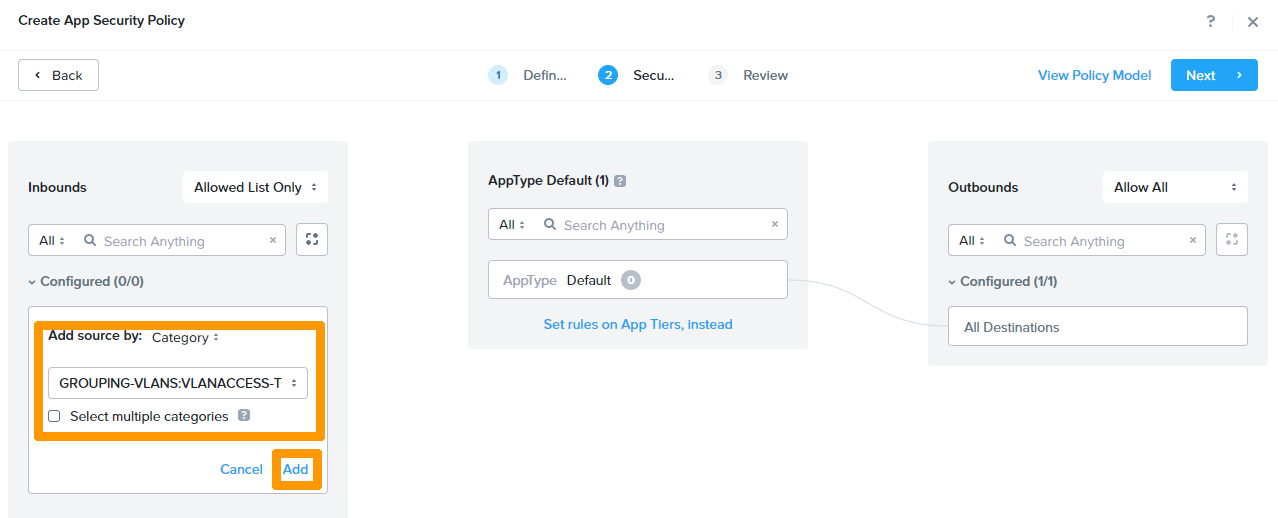 Create App Security Policy
?
Back
1 Defin... 2 Secu... 3 Review
View Policy Model
Next
Inbounds
Allowed List Only
All Search Anything ×
Configured (0/0)
Add source by: Category
GROUPING-VLANS:VLANACCESS-T
Select multiple categories ?
Cancel Add
AppType Default (1) ?
All Search Anything ×
AppType Default 0
Set rules on App Tiers, Instead
Outbounds
Allow All
All Search Anything ×
Configured (1/1)
All Destinations